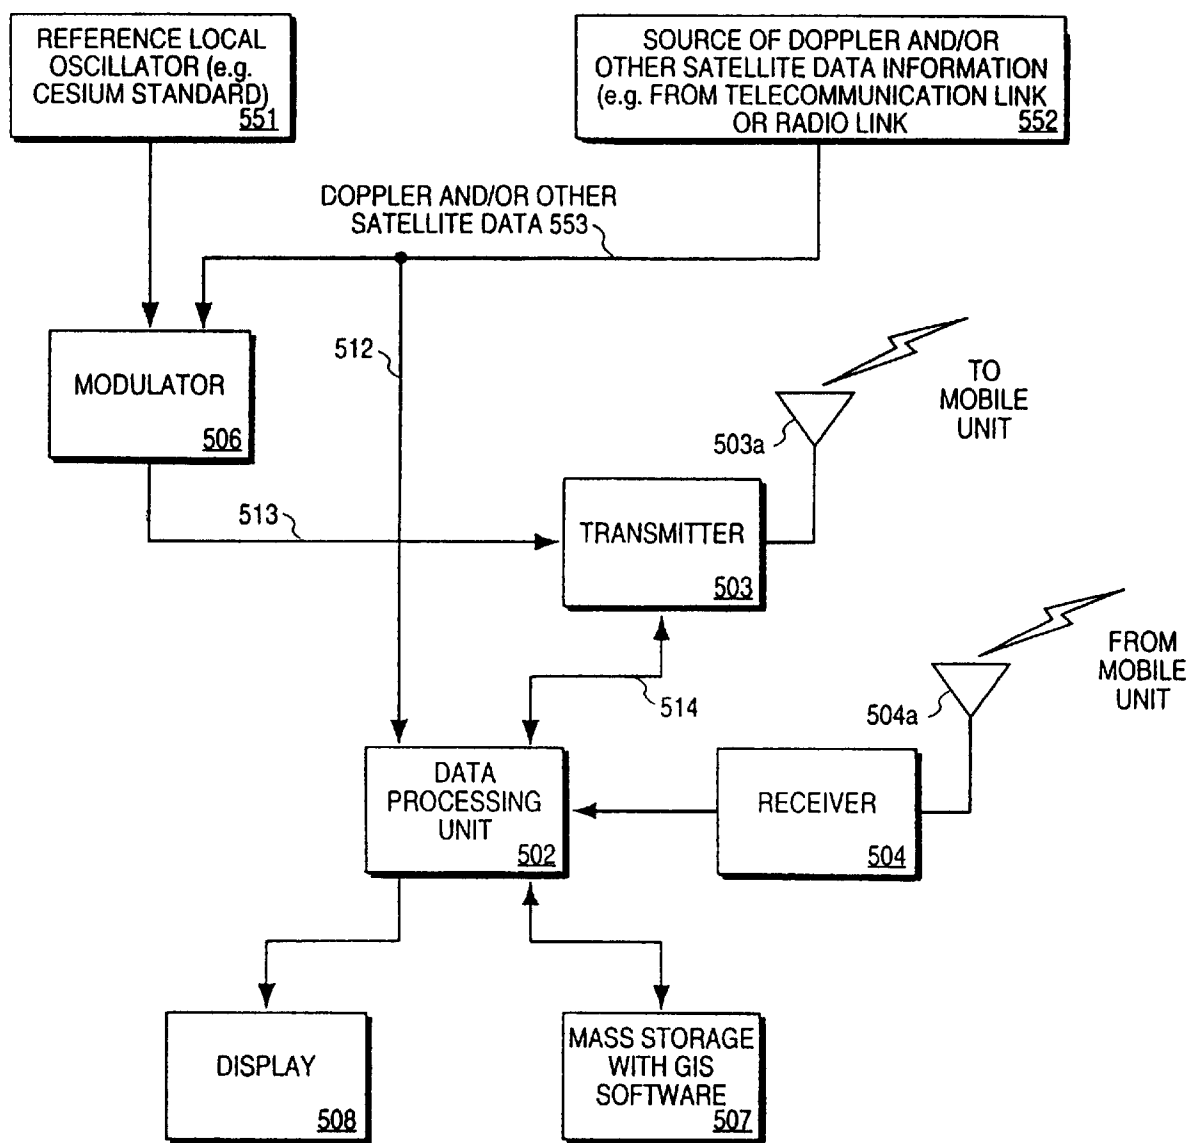 REFERENCE LOCAL
OSCILLATOR (e.g.
CESIUM STANDARD)
551
SOURCE OF DOPPLER AND/OR
OTHER SATELLITE DATA INFORMATION
(e.g. FROM TELECOMMUNICATION LINK
OR RADIO LINK
552
DOPPLER AND/OR OTHER
SATELLITE DATA 553
MODULATOR
506
512
TO
MOBILE
UNIT
503a
513
TRANSMITTER
503
FROM
MOBILE
UNIT
504a
514
DATA
PROCESSING
UNIT
502
RECEIVER
504
DISPLAY
508
MASS STORAGE
WITH GIS
SOFTWARE
507